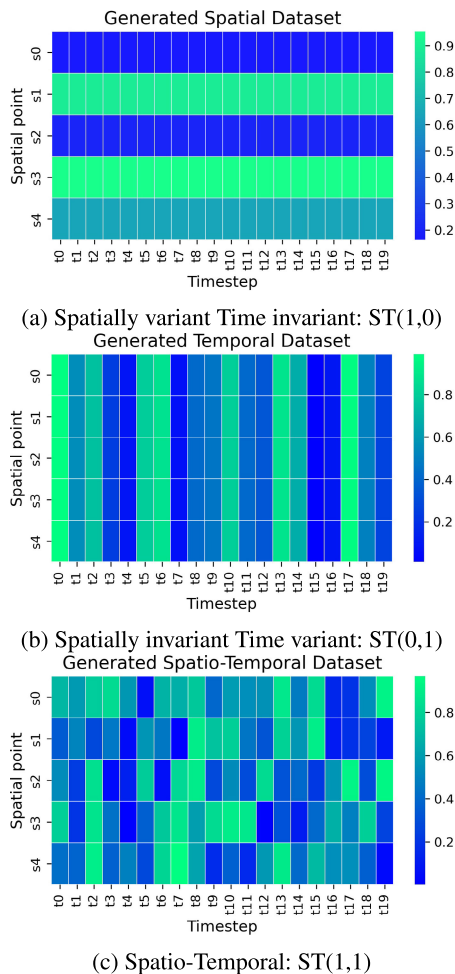 Generated Spatial Dataset
Spatial point
s0
s1
s2
s3
s4
0.9
0.8
0.7
0.6
0.5
0.4
0.3
0.2
t0 t1 t2 t3 t4 t5 t6 t7 t8 t9 t10 t11 t12 t13 t14 t15 t16 t17 t18 t19
Timestep
(a) Spatially variant Time invariant: ST(1,0)
Generated Temporal Dataset
Spatial point
s0
s1
s2
s3
s4
0.8
0.6
0.4
0.2
t0 t1 t2 t3 t4 t5 t6 t7 t8 t9 t10 t11 t12 t13 t14 t15 t16 t17 t18 t19
Timestep
(b) Spatially invariant Time variant: ST(0,1)
Generated Spatio-Temporal Dataset
Spatial point
s0
s1
s2
s3
s4
0.8
0.6
0.4
0.2
t0 t1 t2 t3 t4 t5 t6 t7 t8 t9 t10 t11 t12 t13 t14 t15 t16 t17 t18 t19
Timestep
(c) Spatio-Temporal: ST(1,1)